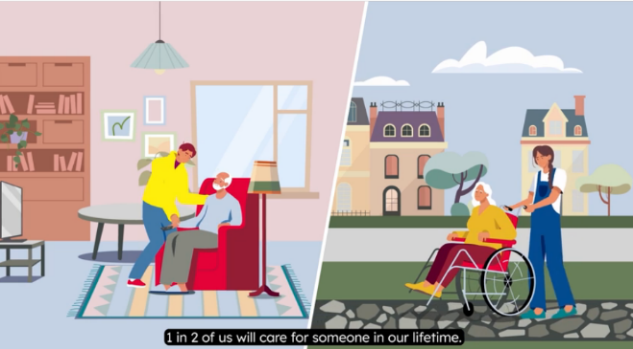 1 in 2 of us will care for someone in our lifetime.